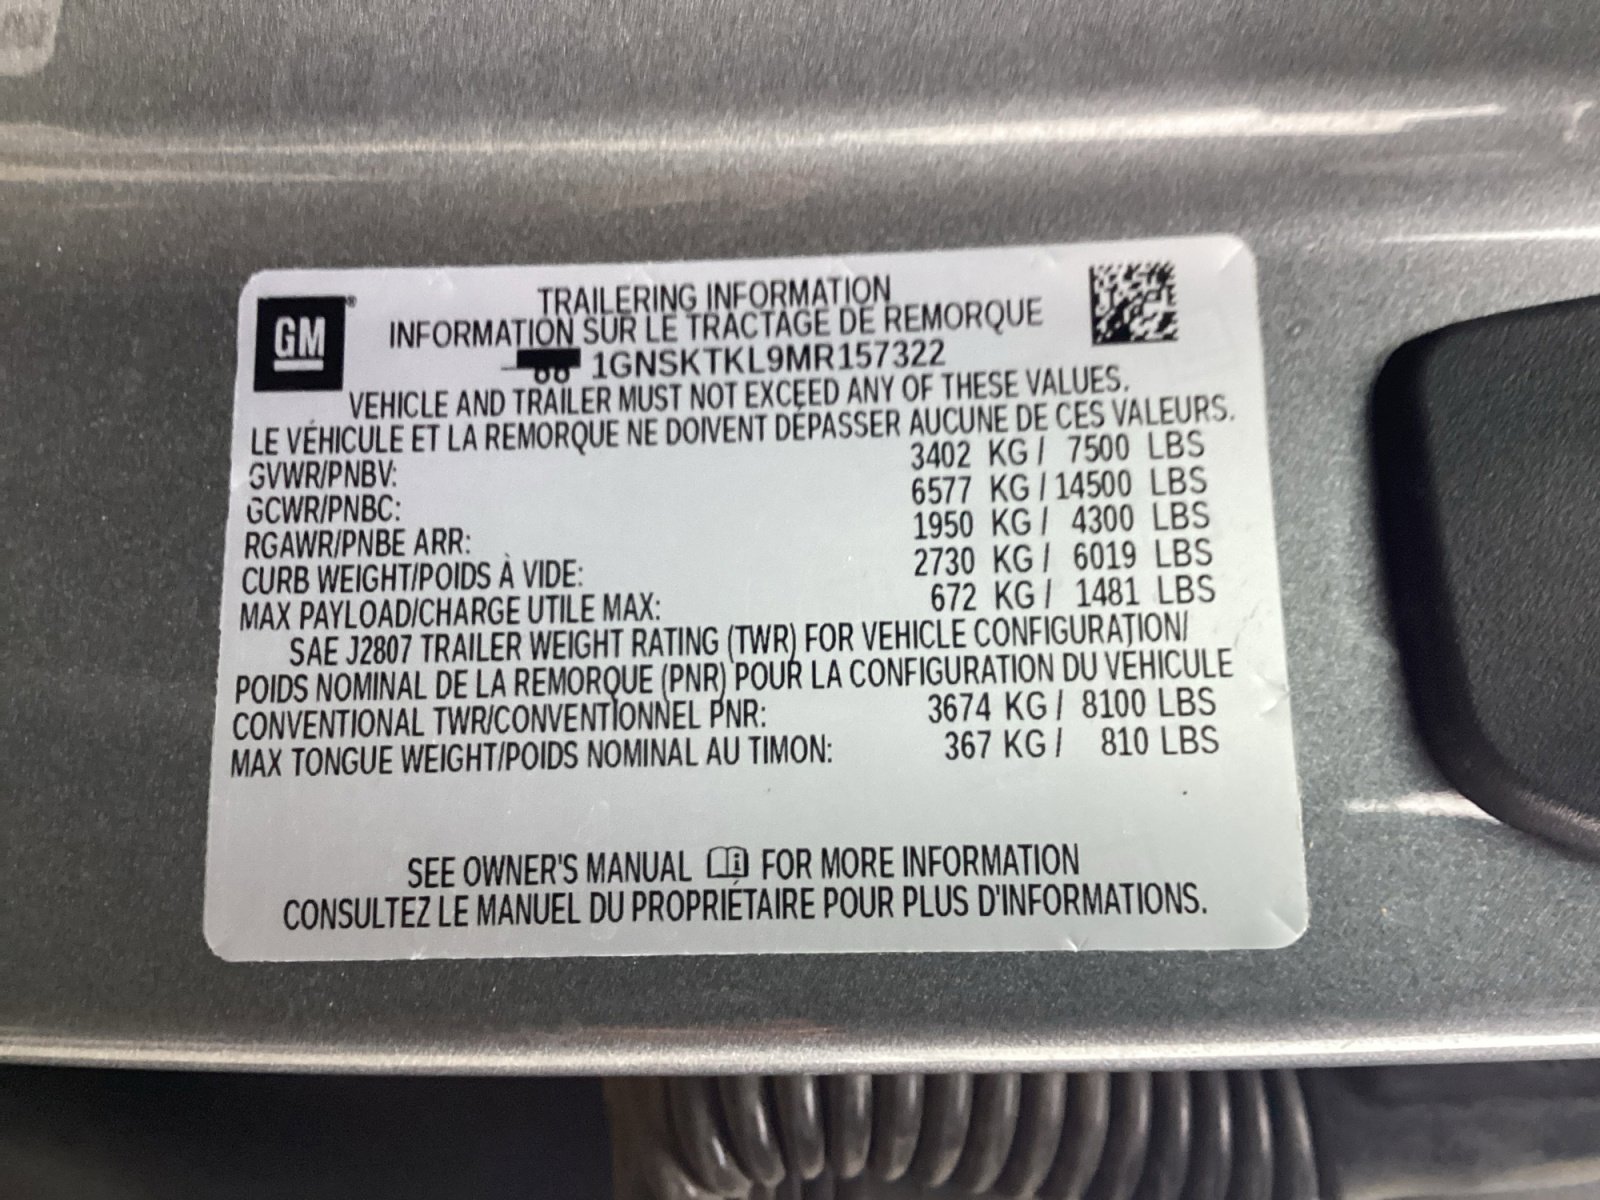 GM
TRAILERING INFORMATION
INFORMATION SUR LE TRACTAGE DE REMORQUE
1GNSKTKL9MR157322
VEHICLE AND TRAILER MUST NOT EXCEED ANY OF THESE VALUES.
LE VÉHICULE ET LA REMORQUE NE DOIVENT DÉPASSER AUCUNE DE CES VALEURS.
GVWR/PNBV: 3402 KG / 7500 LBS
GCWR/PNBC: 6577 KG / 14500 LBS
RGAWR/PNBE ARR: 1950 KG / 4300 LBS
CURB WEIGHT/POIDS À VIDE: 2730 KG / 6019 LBS
MAX PAYLOAD/CHARGE UTILE MAX: 672 KG / 1481 LBS
SAE J2807 TRAILER WEIGHT RATING (TWR) FOR VEHICLE CONFIGURATION/
POIDS NOMINAL DE LA REMORQUE (PNR) POUR LA CONFIGURATION DU VEHICULE
CONVENTIONAL TWR/CONVENTIONNEL PNR: 3674 KG / 8100 LBS
MAX TONGUE WEIGHT/POIDS NOMINAL AU TIMON: 367 KG / 810 LBS
SEE OWNER'S MANUAL FOR MORE INFORMATION
CONSULTEZ LE MANUEL DU PROPRIÉTAIRE POUR PLUS D'INFORMATIONS.